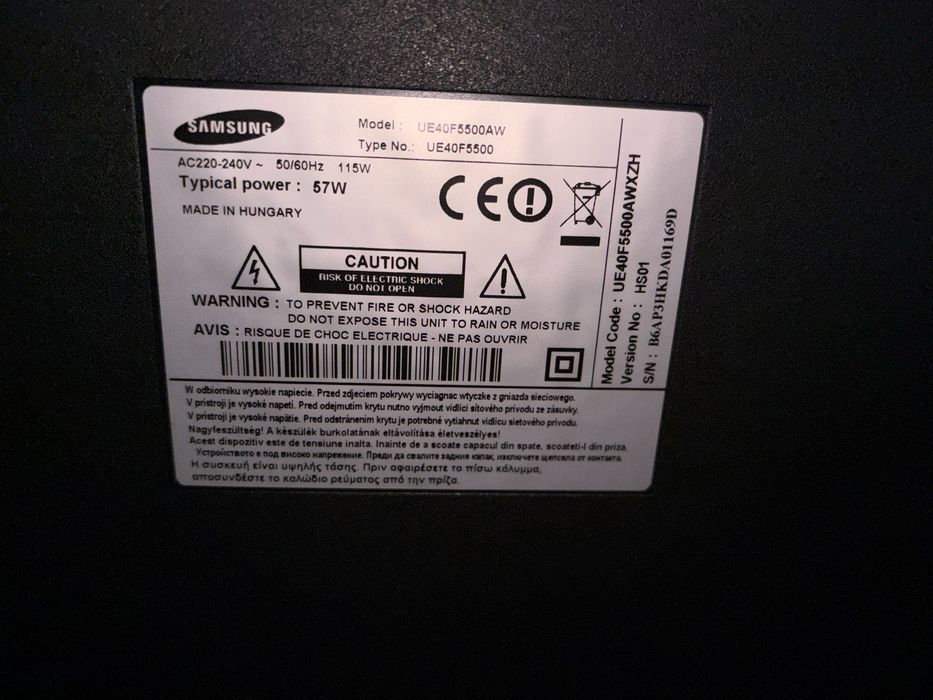 SAMSUNG
Model : UE40F5500AW
Type No.: UE40F5500
AC220-240V ~ 50/60Hz 115W
Typical power : 57W
MADE IN HUNGARY
CE
CAUTION
RISK OF ELECTRIC SHOCK
DO NOT OPEN
WARNING : TO PREVENT FIRE OR SHOCK HAZARD
DO NOT EXPOSE THIS UNIT TO RAIN OR MOISTURE
AVIS : RISQUE DE CHOC ELECTRIQUE - NE PAS OUVRIR
Model Code : UE40F5500AWXZH
Version No : HS01
S/N : B6AP3HKDA01169D
W odbiorniku wysokie napiecie. Przed zdjeciem pokrywy wyciagnac wtyczke z gniazda sieciowego.
V pristroji je vysoké napetí. Pred odejmutím krytu nutno vyjmout vidlici sitového prívodu ze zásuvky.
V prístroji je vysoké napätie. Pred odstránením krytu je potrebné vytiahnut vidlicu sietového prívodu.
Nagyfeszültség! A készülék burkolatának eltávolítása életveszélyes!
Acest dispozitiv este de tensiune inalta. Inainte de a scoate capacul din spate, scoateti-l din priza.
Устройството е под високо напрежение. Преди да свалите задния капак, изключете щепсела от контакта.
Η συσκευή είναι υψηλής τάσης. Πριν αφαιρέσετε το πίσω κάλυμμα,
αποσυνδέστε το καλώδιο ρεύματος από την πρίζα.